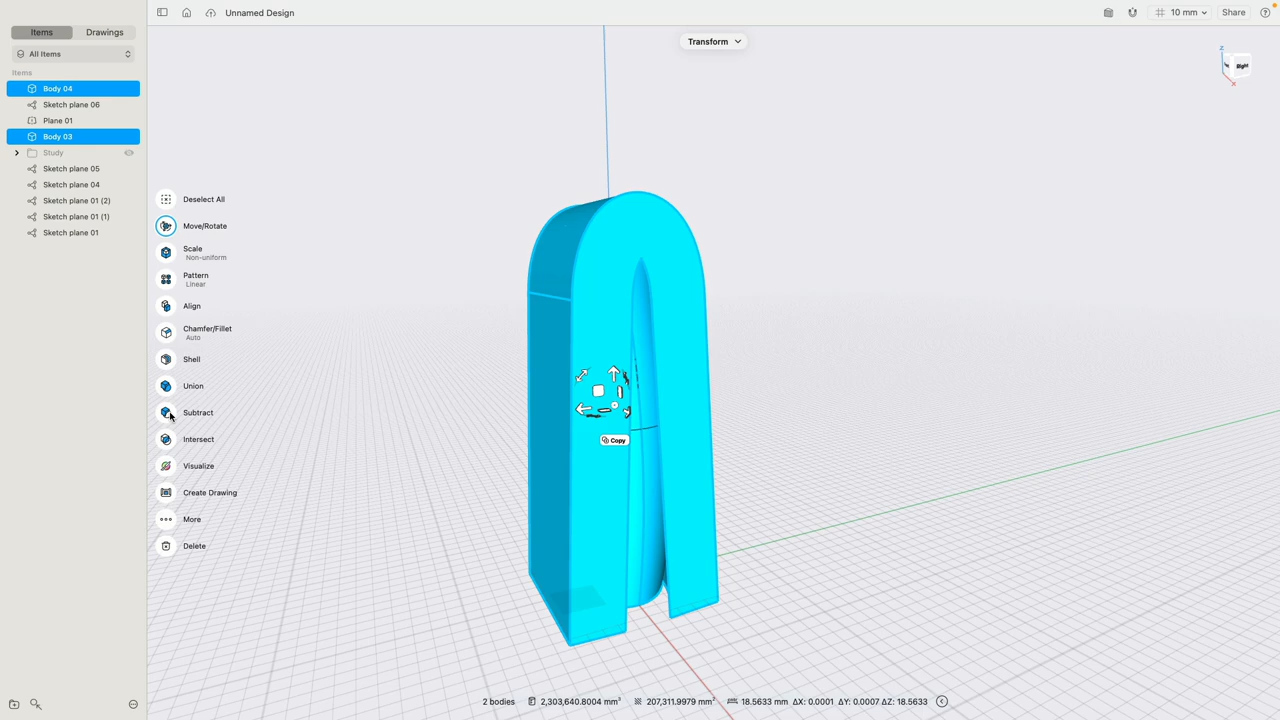 Unnamed Design
10 mm
Share
Items
Drawings
All Items
Items
Body 04
Sketch plane 06
Plane 01
Body 03
Study
Sketch plane 05
Sketch plane 04
Sketch plane 01 (2)
Sketch plane 01 (1)
Sketch plane 01
Transform
Z
Right
X
Deselect All
Move/Rotate
Scale
Non-uniform
Pattern
Linear
Align
Chamfer/Fillet
Auto
Shell
Union
Subtract
Intersect
Visualize
Create Drawing
More
Delete
Copy
2 bodies 2,303,640.8004 mm³ 207,311.9979 mm² 18.5633 mm ΔX: 0.0001 ΔY: 0.0007 ΔZ: 18.5633